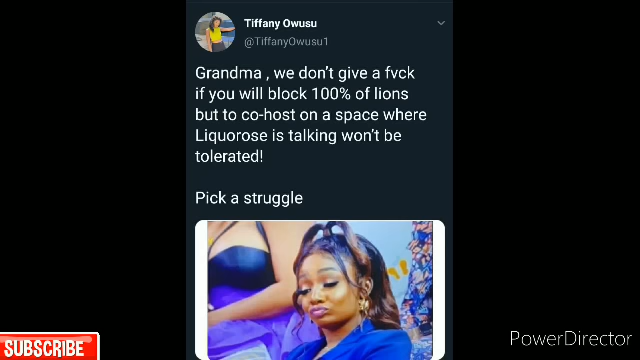 Tiffany Owusu
@TiffanyOwusu1
Grandma , we don't give a fvck
if you will block 100% of lions
but to co-host on a space where
Liquorose is talking won't be
tolerated!
Pick a struggle
SUBSCRIBE
PowerDirector